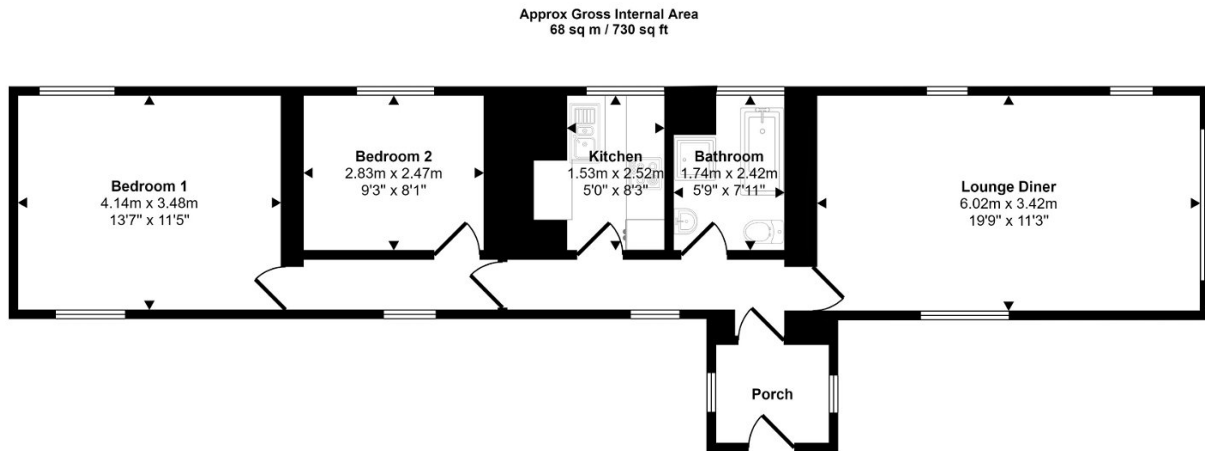 Approx Gross Internal Area
68 sq m / 730 sq ft
Bedroom 1
4.14m x 3.48m
13'7" x 11'5"
Bedroom 2
2.83m x 2.47m
9'3" x 8'1"
Kitchen
1.53m x 2.52m
5'0" x 8'3"
Bathroom
1.74m x 2.42m
5'9" x 7'11"
Lounge Diner
6.02m x 3.42m
19'9" x 11'3"
Porch